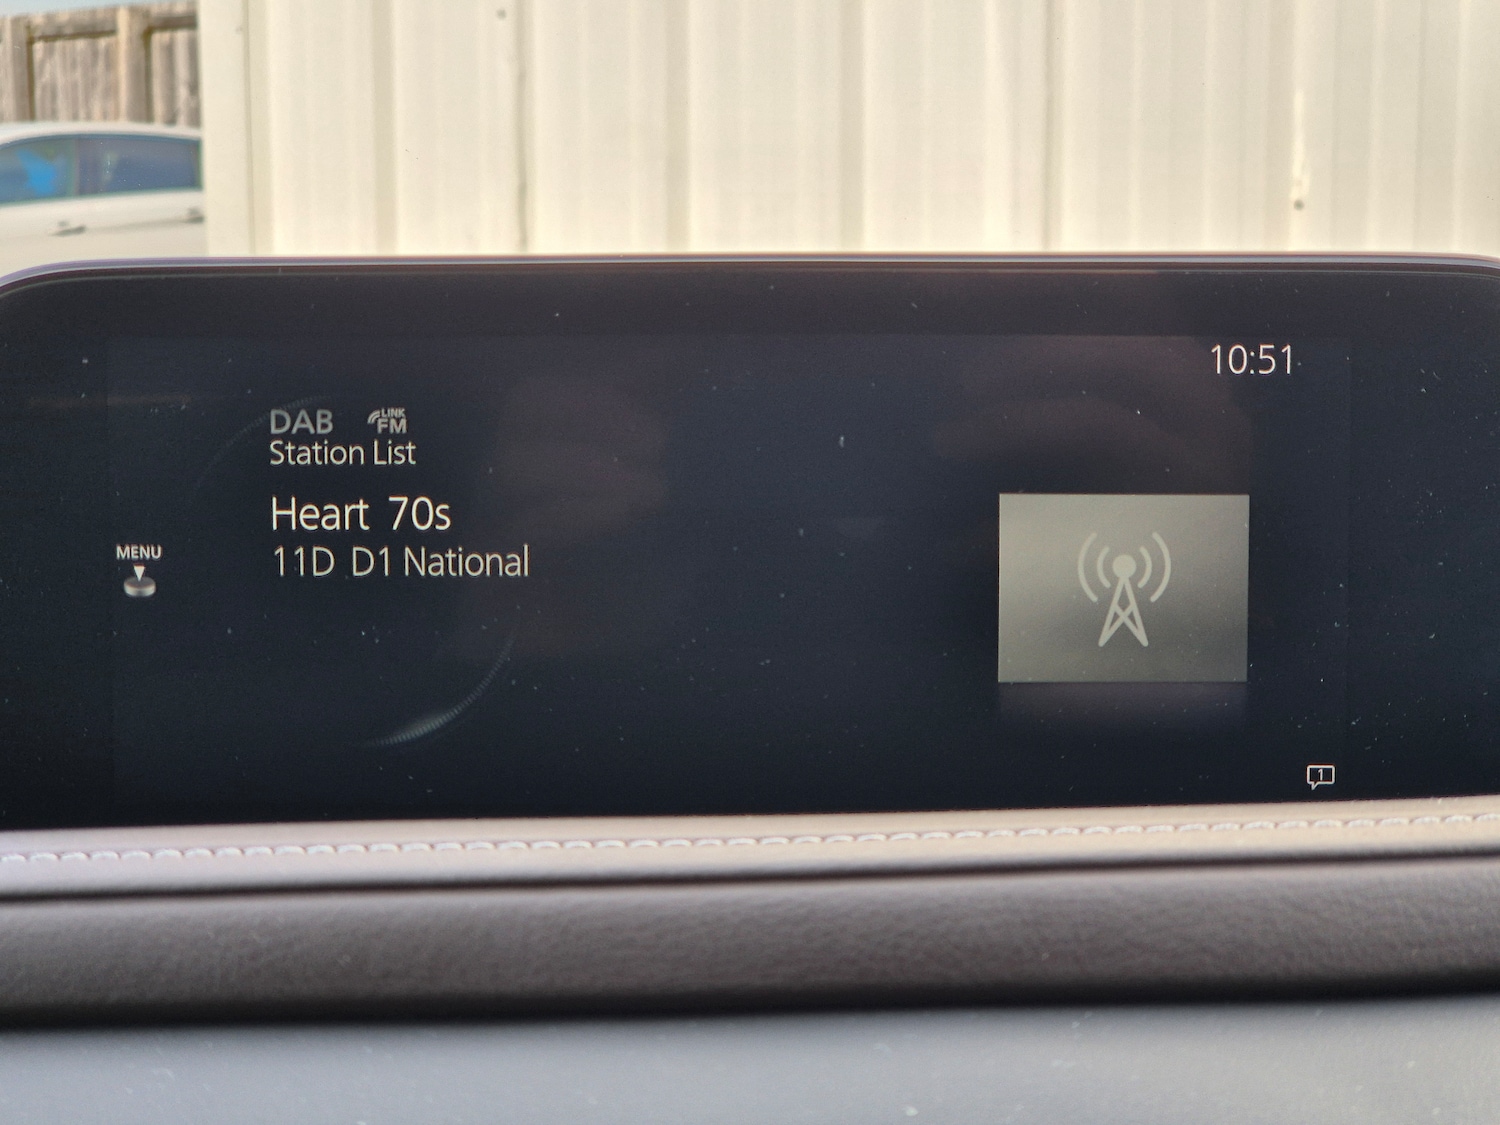 10:51
DAB LINK FM
Station List
Heart 70s
11D D1 National
MENU
1